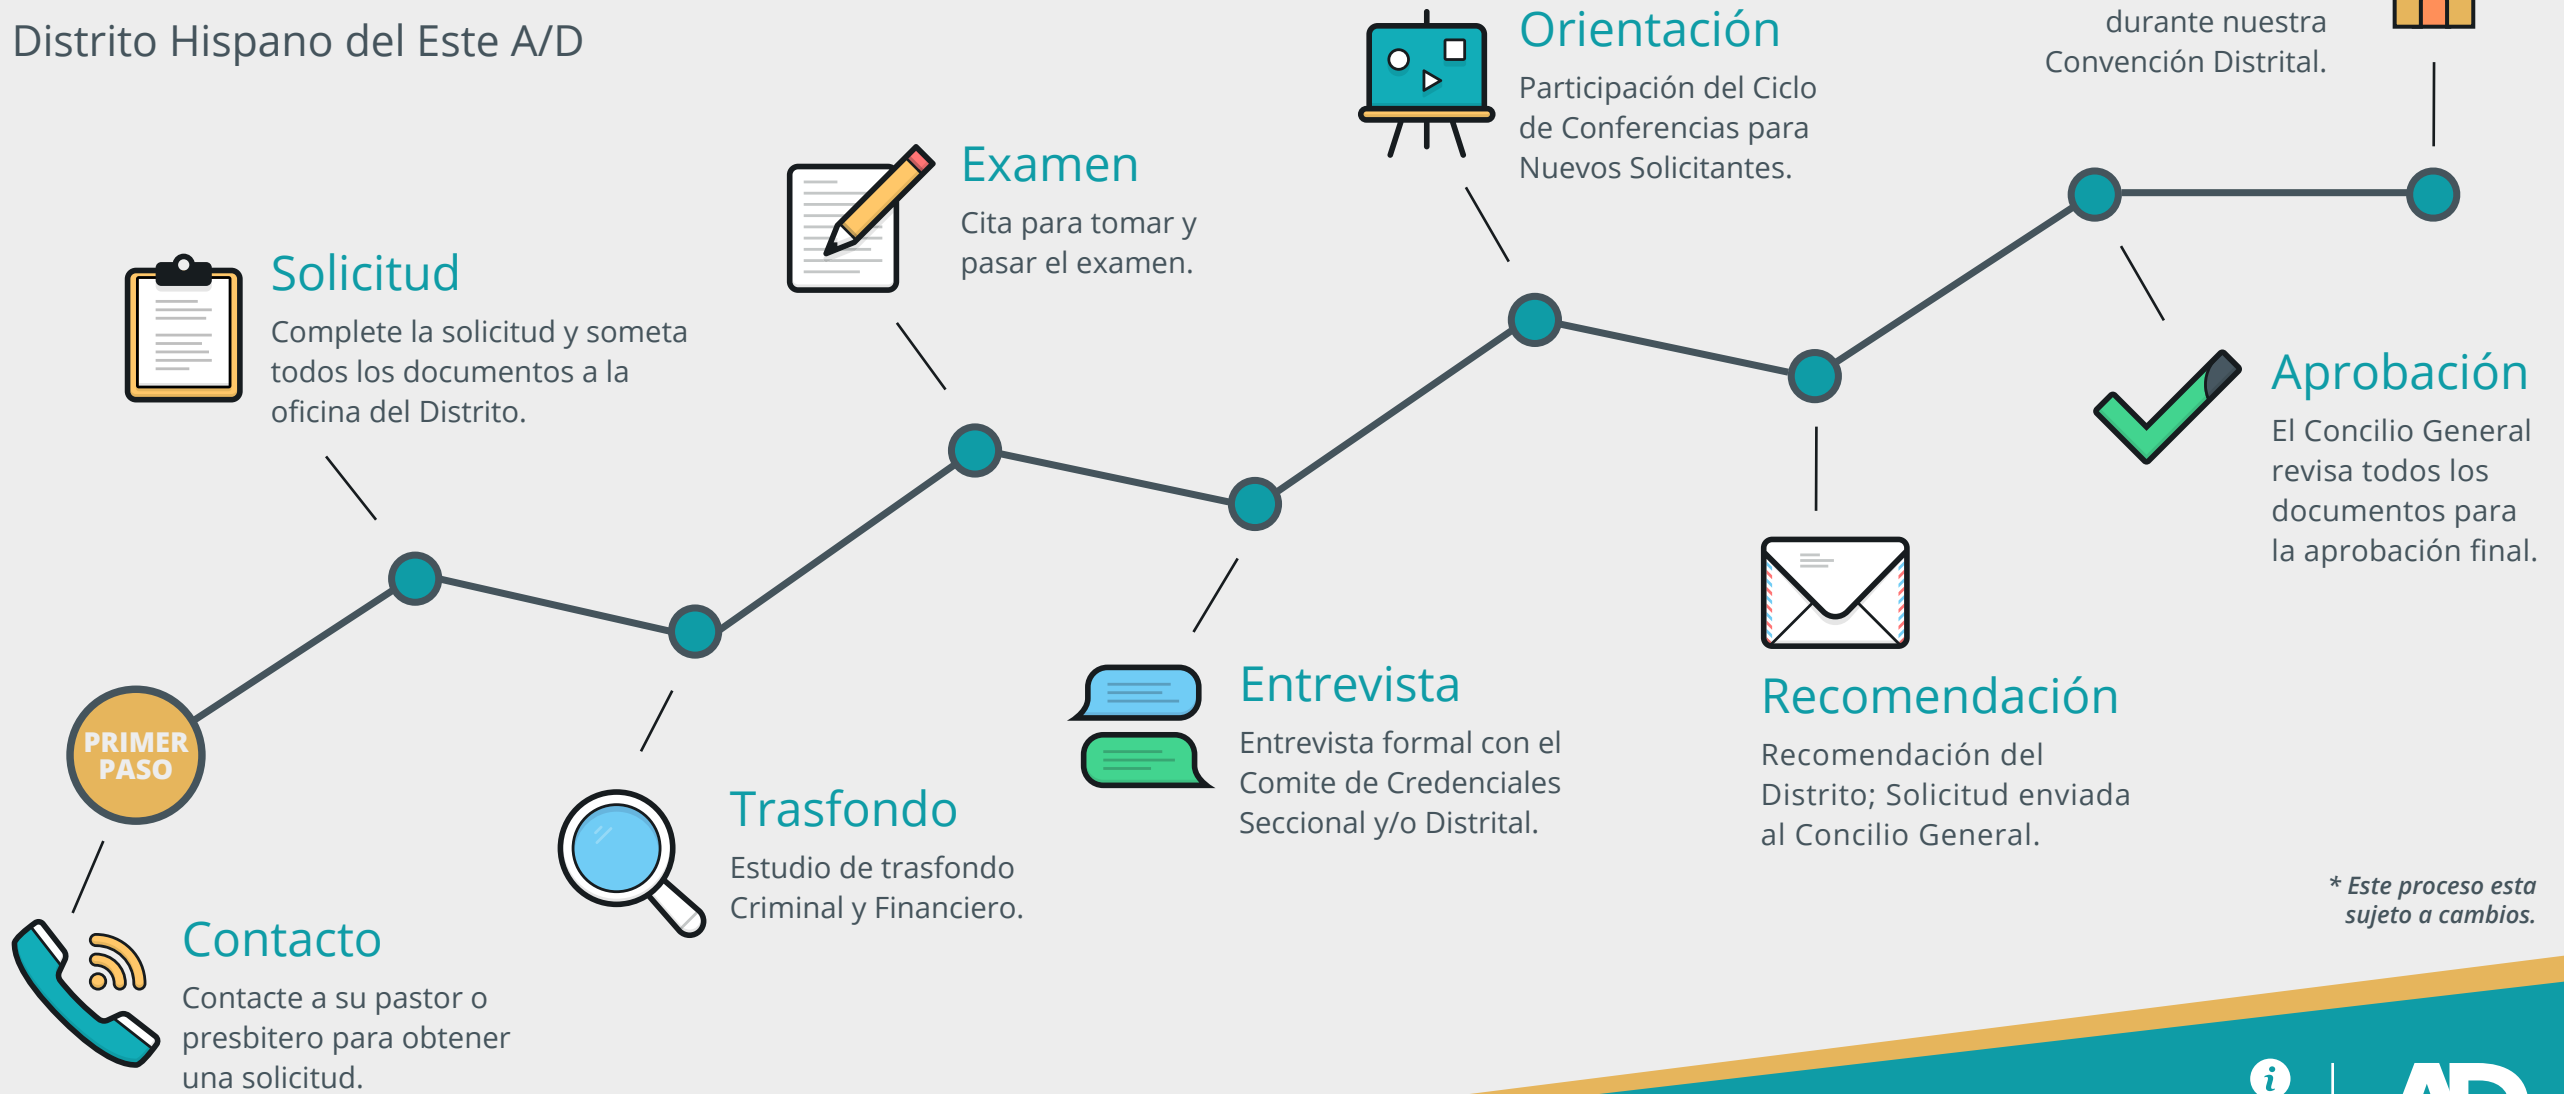 Distrito Hispano del Este A/D
PRIMER
PASO
Contacto
Contacte a su pastor o
presbitero para obtener
una solicitud.
Solicitud
Complete la solicitud y someta
todos los documentos a la
oficina del Distrito.
Trasfondo
Estudio de trasfondo
Criminal y Financiero.
Examen
Cita para tomar y
pasar el examen.
Entrevista
Entrevista formal con el
Comite de Credenciales
Seccional y/o Distrital.
Orientación
Participación del Ciclo
de Conferencias para
Nuevos Solicitantes.
Recomendación
Recomendación del
Distrito; Solicitud enviada
al Concilio General.
Aprobación
El Concilio General
revisa todos los
documentos para
la aprobación final.
durante nuestra
Convención Distrital.
* Este proceso esta
sujeto a cambios.
i
AD